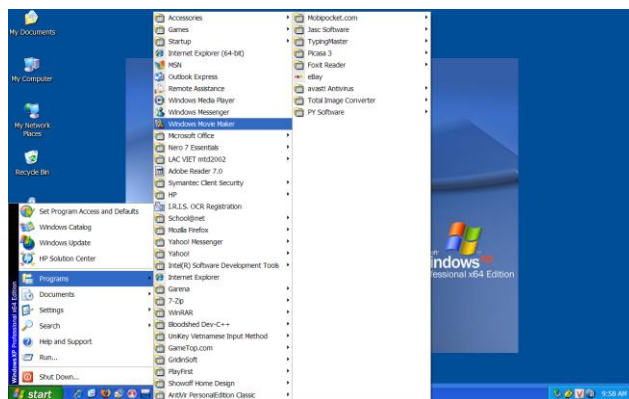 My Documents
My Computer
My Network
Places
Recycle Bin
Set Program Access and Defaults
Windows Catalog
Windows Update
HP Solution Center
Programs
Documents
Settings
Search
Help and Support
Run...
Shut Down...
Windows XP Professional x64 Edition
start
Accessories
Games
Startup
Internet Explorer (64-bit)
MSN
Outlook Express
Remote Assistance
Windows Media Player
Windows Messenger
Windows Movie Maker
Microsoft Office
Nero 7 Essentials
LAC VIET mtd2002
Adobe Reader 7.0
Symantec Client Security
HP
I.R.I.S. OCR Registration
School@net
Mozilla Firefox
Yahoo! Messenger
Yahoo!
Intel(R) Software Development Tools
Internet Explorer
Garena
7-Zip
WinRAR
Bloodshed Dev-C++
UniKey Vietnamese Input Method
GameTop.com
GridinSoft
PlayFirst
Showoff Home Design
AntiVir PersonalEdition Classic
Mobipocket.com
Jasc Software
TypingMaster
Picasa 3
Foxit Reader
eBay
avast! Antivirus
Total Image Converter
PY Software
soft
indows xp
fessional x64 Edition
9:58 AM